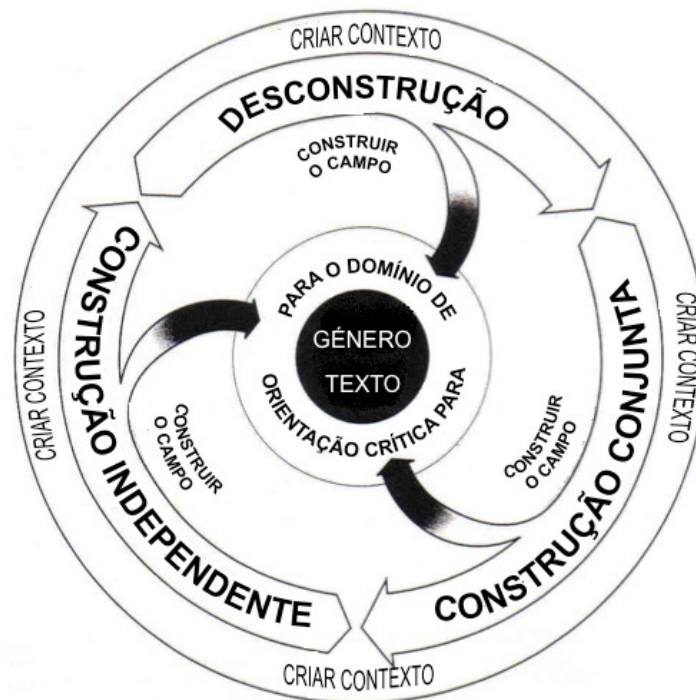 CRIAR CONTEXTO
DESCONSTRUÇÃO
CONSTRUIR
O CAMPO
CONSTRUÇÃO CONJUNTA
CRIAR CONTEXTO
CONSTRUIR
O CAMPO
CONSTRUÇÃO INDEPENDENTE
CRIAR CONTEXTO
CONSTRUIR
O CAMPO
CRIAR CONTEXTO
PARA O DOMÍNIO DE
GÉNERO
TEXTO
ORIENTAÇÃO CRÍTICA PARA